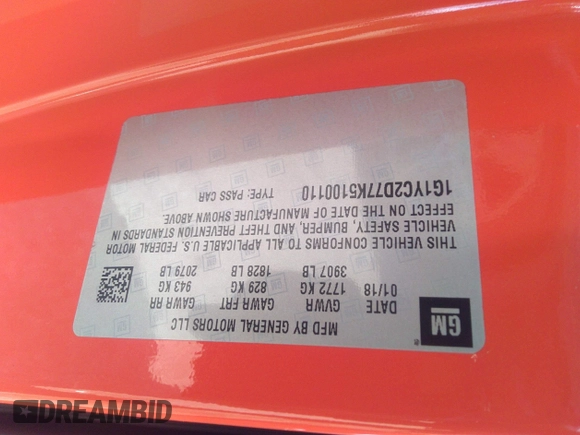 MFD BY GENERAL MOTORS LLC
GM
DATE GVWR GAWR FRT GAWR RR
01/18 1772 KG 829 KG 943 KG
3907 LB 1828 LB 2079 LB
THIS VEHICLE CONFORMS TO ALL APPLICABLE U.S. FEDERAL MOTOR
VEHICLE SAFETY, BUMPER, AND THEFT PREVENTION STANDARDS IN
EFFECT ON THE DATE OF MANUFACTURE SHOWN ABOVE.
1G1YC2D77K5100110 TYPE: PASS CAR
DREAMBID